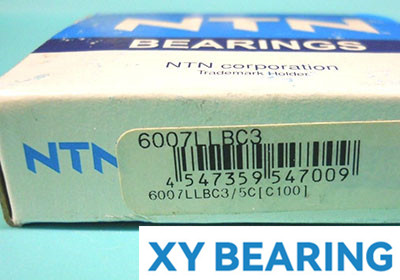 NTN
BEARINGS
NTN corporation
Trademark Holder
NTN
6007LLBC3
4 547359 547009
6007LLBC3/5C[C100]
XY BEARING